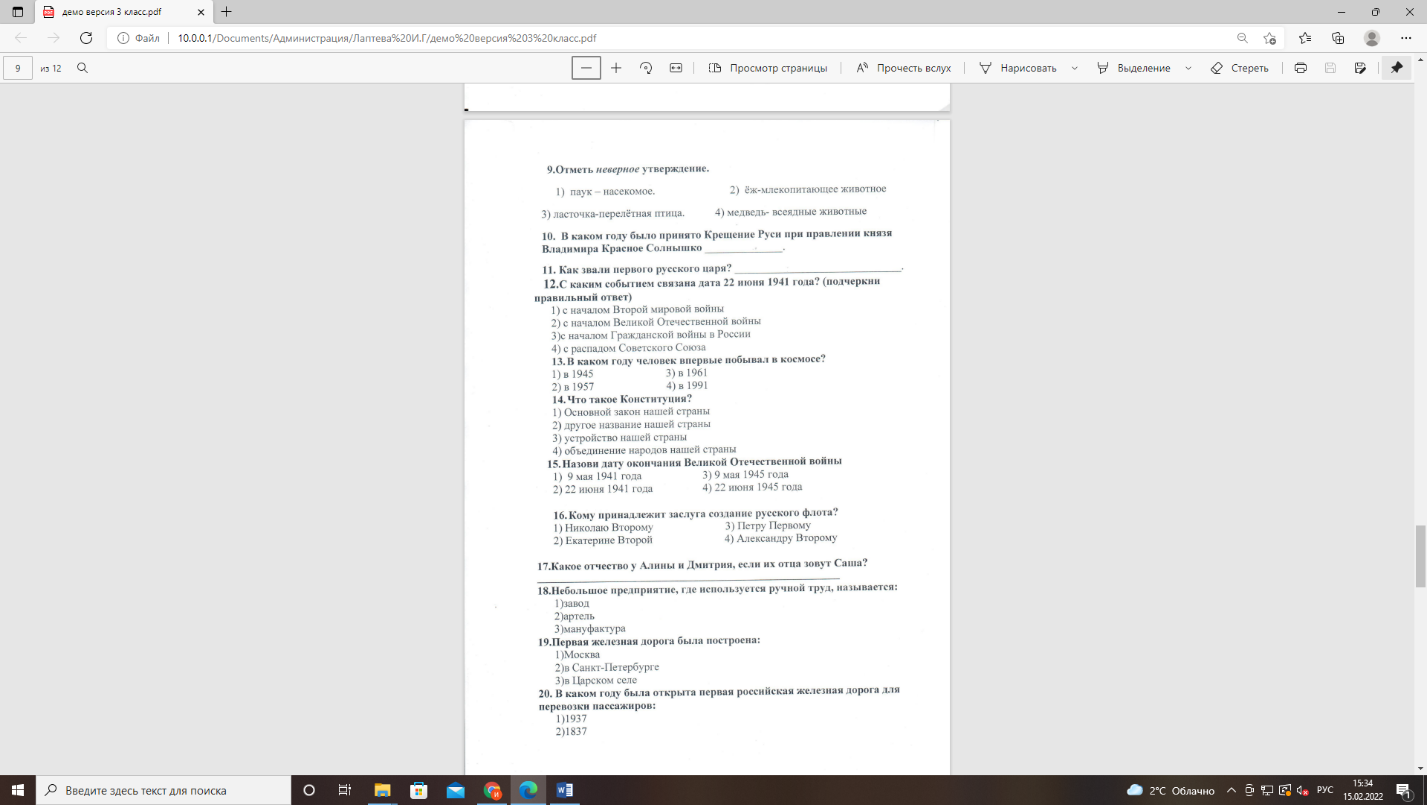 демо версия 3 класс.pdf
Файл 10.0.0.1/Documents/Администрация/Лаптева%20И.Г/демо%20версия%203%20класс.pdf
9 из 12 Просмотр страницы Прочесть вслух Нарисовать Выделение Стереть
9.Отметь неверное утверждение.
1) паук – насекомое. 2) ёж-млекопитающее животное
3) ласточка-перелётная птица. 4) медведь- всеядные животные
10. В каком году было принято Крещение Руси при правлении князя
Владимира Красное Солнышко ______________.
11. Как звали первого русского царя? ______________________________.
12.С каким событием связана дата 22 июня 1941 года? (подчеркни
правильный ответ)
1) с началом Второй мировой войны
2) с началом Великой Отечественной войны
3)с началом Гражданской войны в России
4) с распадом Советского Союза
13.В каком году человек впервые побывал в космосе?
1) в 1945 3) в 1961
2) в 1957 4) в 1991
14.Что такое Конституция?
1) Основной закон нашей страны
2) другое название нашей страны
3) устройство нашей страны
4) объединение народов нашей страны
15.Назови дату окончания Великой Отечественной войны
1) 9 мая 1941 года 3) 9 мая 1945 года
2) 22 июня 1941 года 4) 22 июня 1945 года
16.Кому принадлежит заслуга создание русского флота?
1) Николаю Второму 3) Петру Первому
2) Екатерине Второй 4) Александру Второму
17.Какое отчество у Алины и Дмитрия, если их отца зовут Саша?
18.Небольшое предприятие, где используется ручной труд, называется:
1)завод
2)артель
3)мануфактура
19.Первая железная дорога была построена:
1)Москва
2)в Санкт-Петербурге
3)в Царском селе
20. В каком году была открыта первая российская железная дорога для
перевозки пассажиров:
1)1937
2)1837
Введите здесь текст для поиска
2°C Облачно РУС 15:34
15.02.2022
1